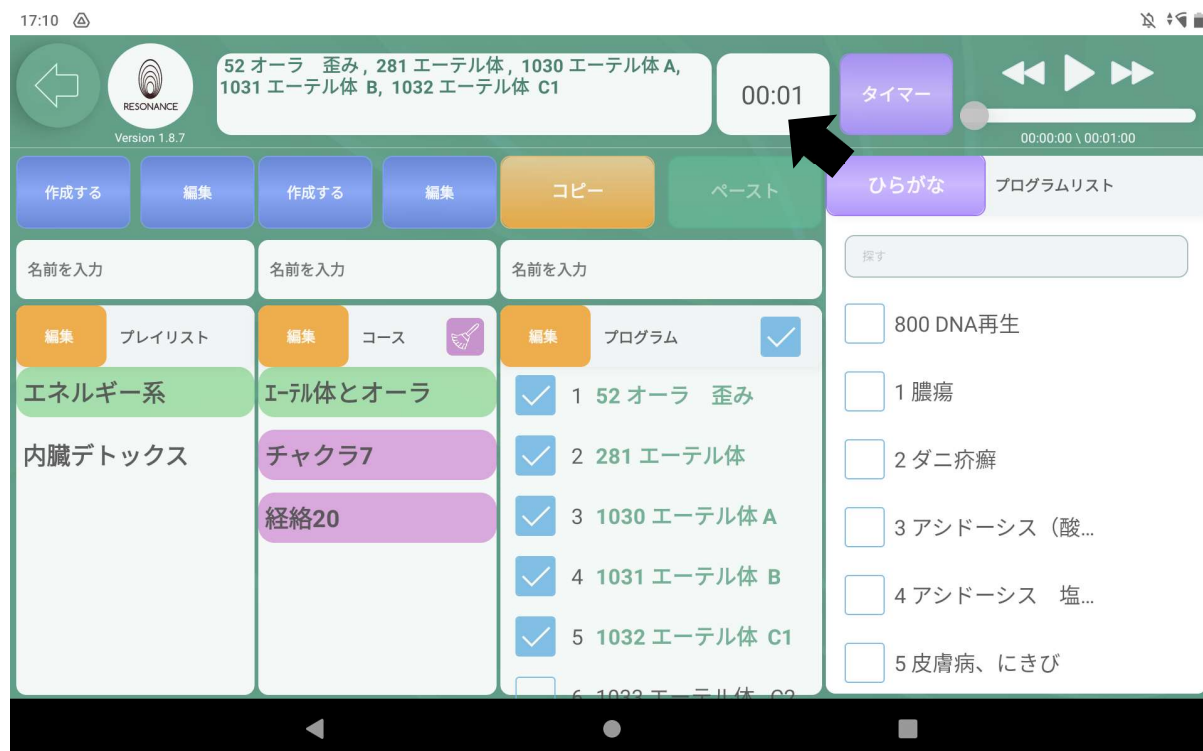 17:10
52 オーラ　歪み , 281 エーテル体 , 1030 エーテル体 A,
1031 エーテル体 B, 1032 エーテル体 C1
00:01
タイマー
RESONANCE
Version 1.8.7
00:00:00 \ 00:01:00
作成する
編集
作成する
編集
コピー
ペースト
ひらがな
プログラムリスト
名前を入力
名前を入力
名前を入力
探す
編集
プレイリスト
編集
コース
編集
プログラム
エネルギー系
内臓デトックス
ｴｰﾃﾙ体とオーラ
チャクラ7
経絡20
1 52 オーラ　歪み
2 281 エーテル体
3 1030 エーテル体 A
4 1031 エーテル体 B
5 1032 エーテル体 C1
6 1033 エーテル体 C2
800 DNA再生
1 膿瘍
2 ダニ疥癬
3 アシドーシス（酸...
4 アシドーシス　塩...
5 皮膚病、にきび